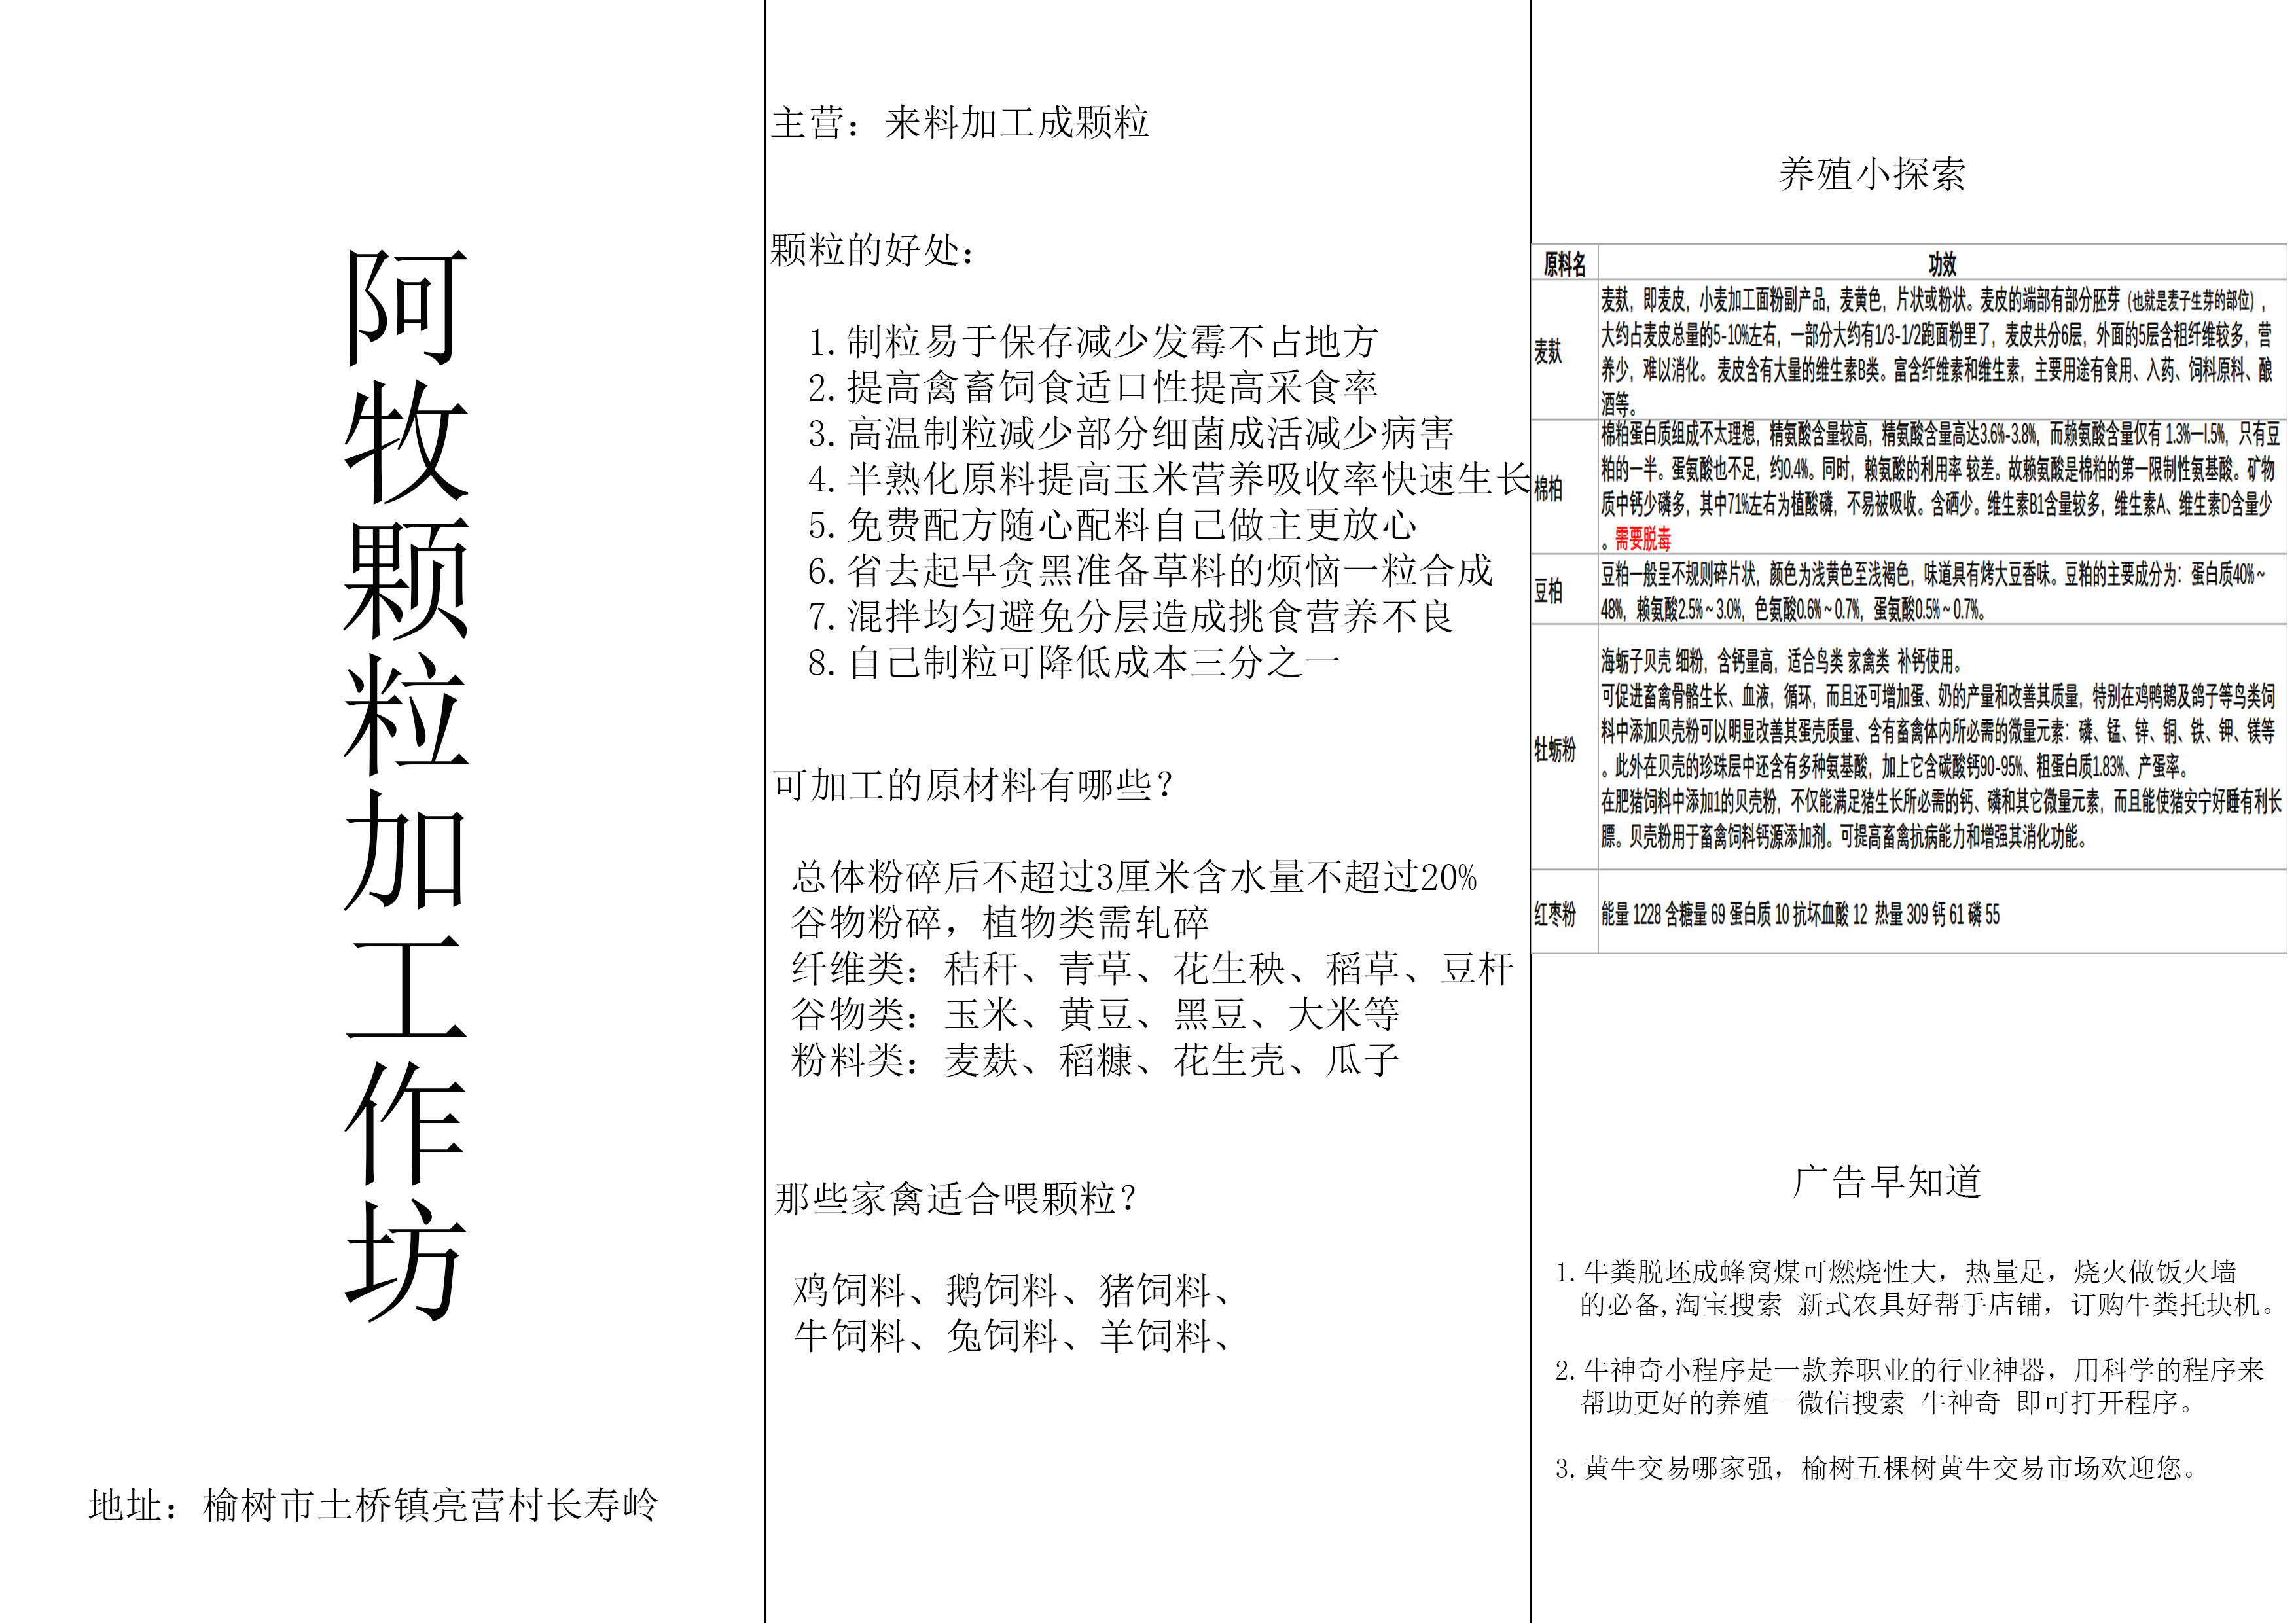 阿牧颗粒加工作坊
地址：榆树市土桥镇亮营村长寿岭
主营：来料加工成颗粒
颗粒的好处：
1.制粒易于保存减少发霉不占地方
2.提高禽畜饲食适口性提高采食率
3.高温制粒减少部分细菌成活减少病害
4.半熟化原料提高玉米营养吸收率快速生长
5.免费配方随心配料自己做主更放心
6.省去起早贪黑准备草料的烦恼一粒合成
7.混拌均匀避免分层造成挑食营养不良
8.自己制粒可降低成本三分之一
可加工的原材料有哪些？
总体粉碎后不超过3厘米含水量不超过20%
谷物粉碎，植物类需轧碎
纤维类：秸秆、青草、花生秧、稻草、豆杆
谷物类：玉米、黄豆、黑豆、大米等
粉料类：麦麸、稻糠、花生壳、瓜子
那些家禽适合喂颗粒？
鸡饲料、鹅饲料、猪饲料、
牛饲料、兔饲料、羊饲料、
养殖小探索
原料名 功效
麦麸
麦麸，即麦皮，小麦加工面粉副产品，麦黄色，片状或粉状。麦皮的端部有部分胚芽（也就是麦子生芽的部位），
大约占麦皮总量的5-10%左右，一部分大约有1/3-1/2跑面粉里了，麦皮共分6层，外面的5层含粗纤维较多，营
养少，难以消化。 麦皮含有大量的维生素B类。富含纤维素和维生素，主要用途有食用、入药、饲料原料、酿
酒等。
棉柏
棉粕蛋白质组成不太理想，精氨酸含量较高，精氨酸含量高达3.6%-3.8%，而赖氨酸含量仅有 1.3%一l.5%，只有豆
粕的一半。蛋氨酸也不足，约0.4%。同时，赖氨酸的利用率 较差。故赖氨酸是棉粕的第一限制性氨基酸。矿物
质中钙少磷多，其中71%左右为植酸磷，不易被吸收。含硒少。维生素B1含量较多，维生素A、维生素D含量少
。需要脱毒
豆柏
豆粕一般呈不规则碎片状，颜色为浅黄色至浅褐色，味道具有烤大豆香味。豆粕的主要成分为：蛋白质40%～
48%，赖氨酸2.5%～3.0%，色氨酸0.6%～0.7%，蛋氨酸0.5%～0.7%。
牡蛎粉
海蛎子贝壳 细粉，含钙量高，适合鸟类 家禽类 补钙使用。
可促进畜禽骨骼生长、血液，循环，而且还可增加蛋、奶的产量和改善其质量，特别在鸡鸭鹅及鸽子等鸟类饲
料中添加贝壳粉可以明显改善其蛋壳质量、含有畜禽体内所必需的微量元素：磷、锰、锌、铜、铁、钾、镁等
。此外在贝壳的珍珠层中还含有多种氨基酸，加上它含碳酸钙90-95%、粗蛋白质1.83%、产蛋率。
在肥猪饲料中添加1的贝壳粉，不仅能满足猪生长所必需的钙、磷和其它微量元素，而且能使猪安宁好睡有利长
膘。贝壳粉用于畜禽饲料钙源添加剂。可提高畜禽抗病能力和增强其消化功能。
红枣粉
能量 1228 含糖量 69 蛋白质 10 抗坏血酸 12 热量 309 钙 61 磷 55
广告早知道
1.牛粪脱坯成蜂窝煤可燃烧性大，热量足，烧火做饭火墙
的必备,淘宝搜索 新式农具好帮手店铺，订购牛粪托块机。
2.牛神奇小程序是一款养职业的行业神器，用科学的程序来
帮助更好的养殖--微信搜索 牛神奇 即可打开程序。
3.黄牛交易哪家强，榆树五棵树黄牛交易市场欢迎您。